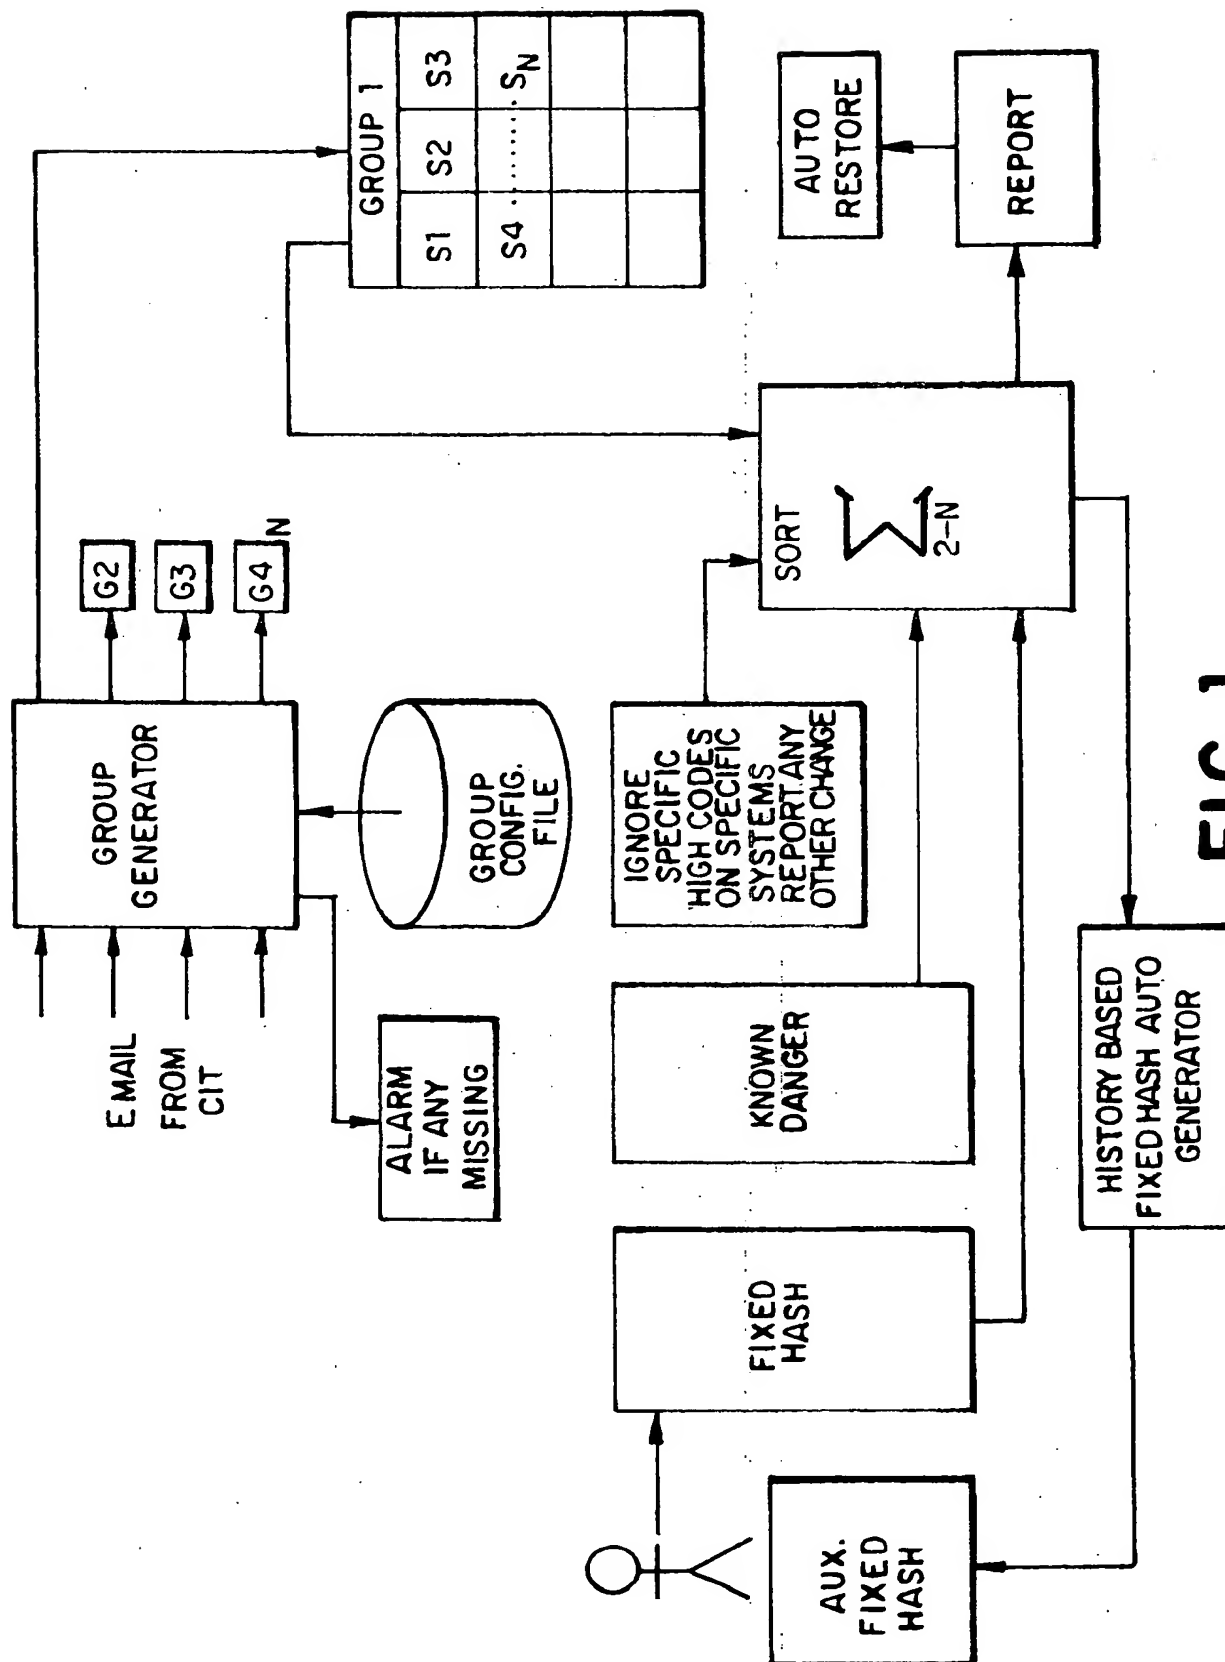 E MAIL
FROM
CIT
GROUP
GENERATOR
G2
G3
G4
N
GROUP 1
S1 S2 S3
S4 ........ SN
ALARM
IF ANY
MISSING
GROUP
CONFIG.
FILE
IGNORE
SPECIFIC
HIGH CODES
ON SPECIFIC
SYSTEMS
REPORT ANY
OTHER CHANGE
KNOWN
DANGER
FIXED
HASH
AUX.
FIXED
HASH
SORT
Σ
2-N
AUTO
RESTORE
REPORT
HISTORY BASED
FIXED HASH AUTO
GENERATOR
FIG. 1